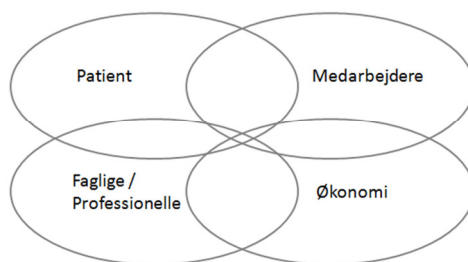 Patient
Medarbejdere
Faglige /
Professionelle
Økonomi